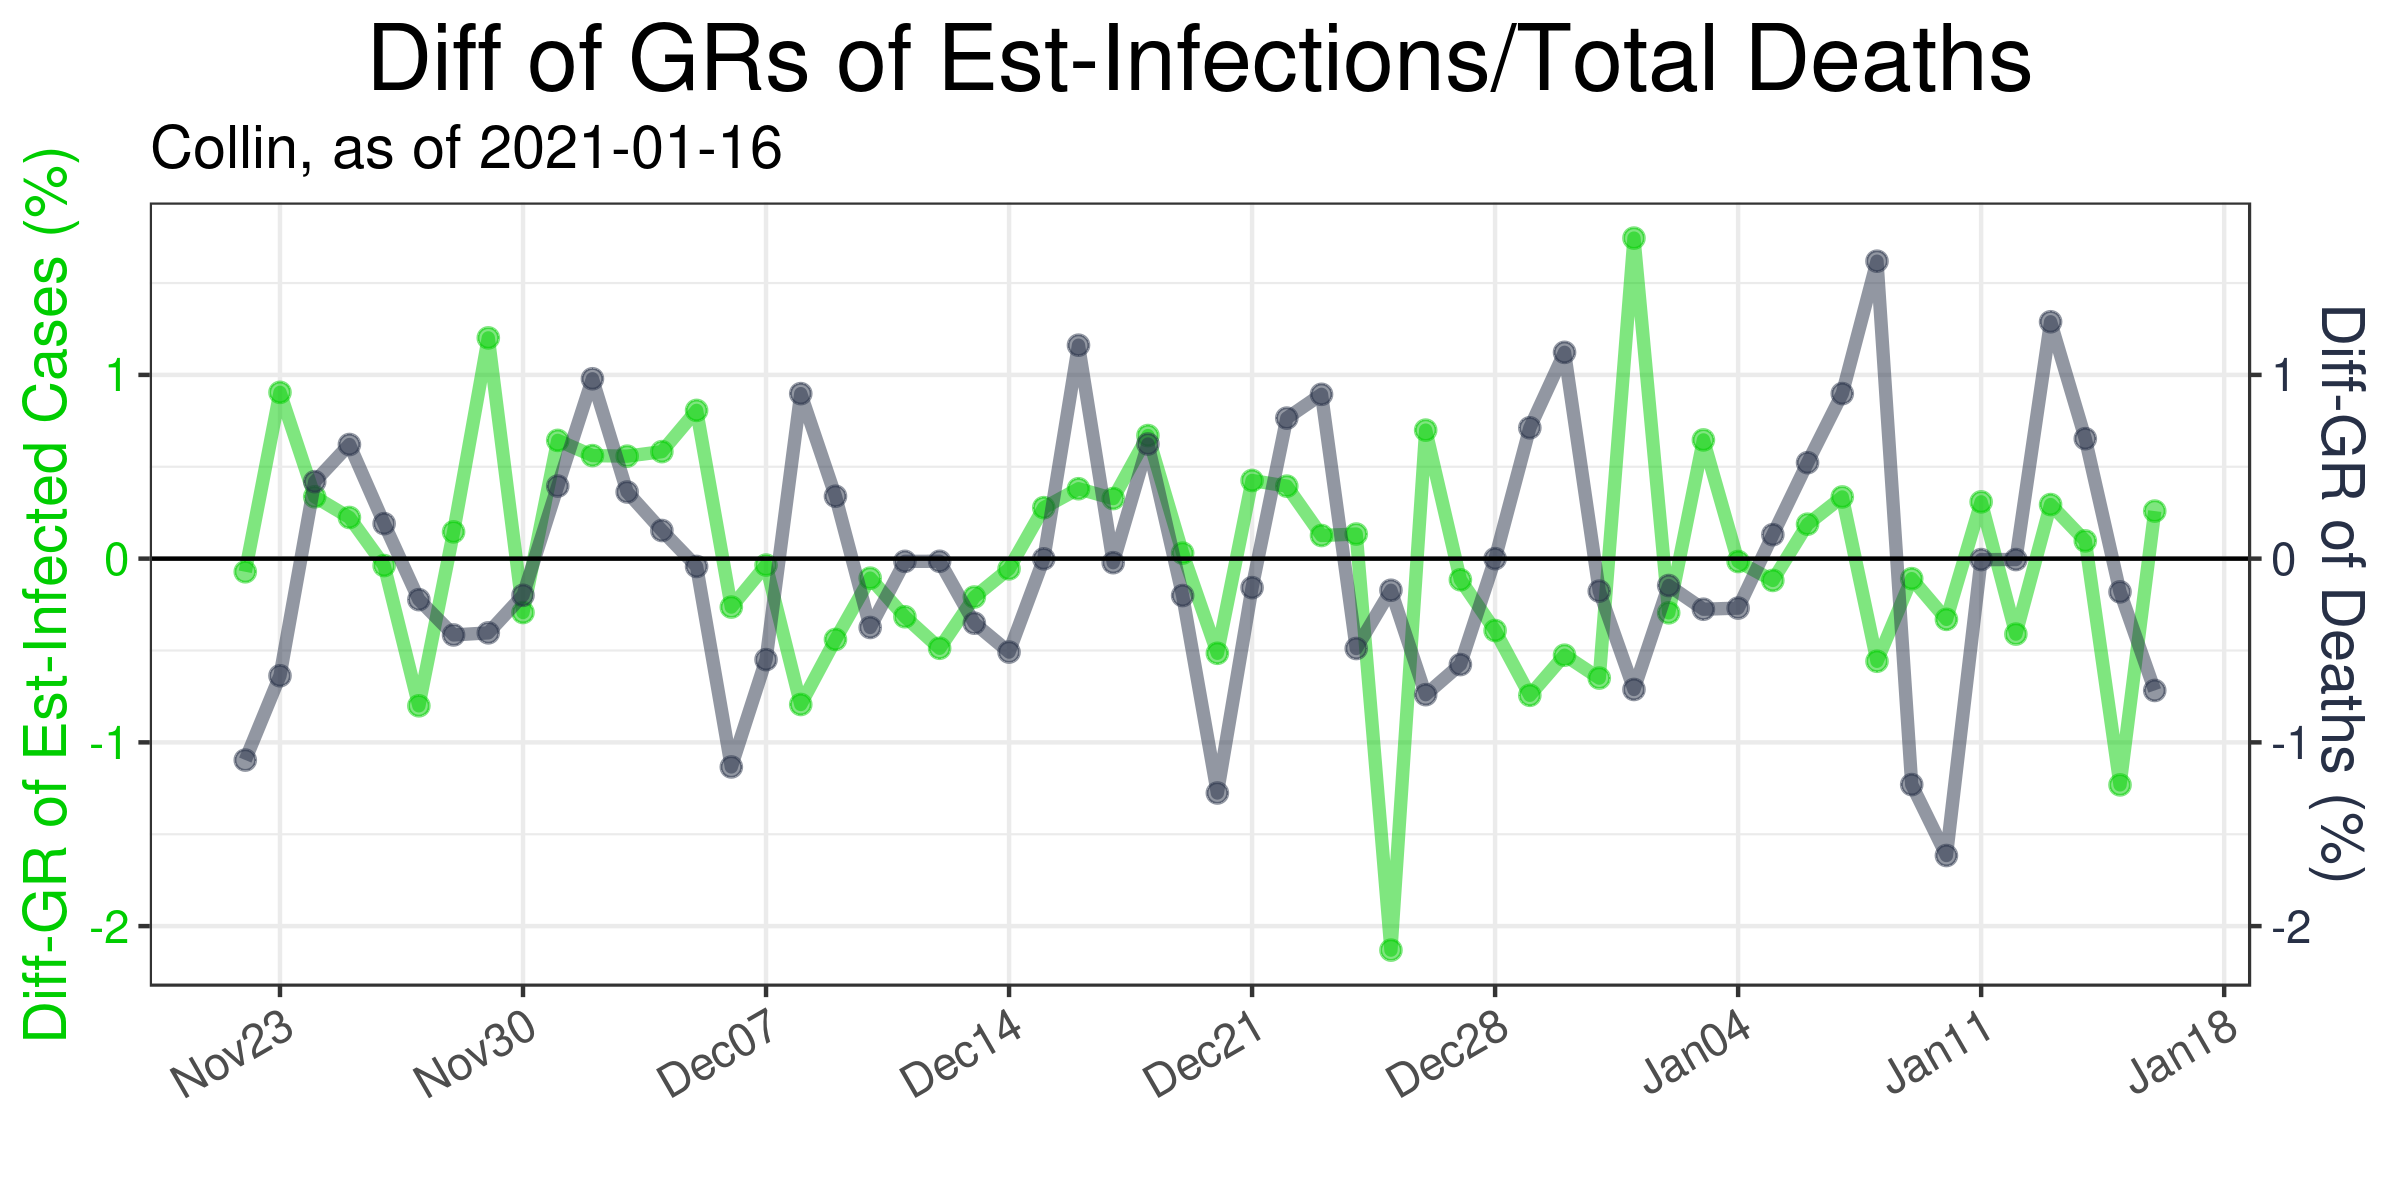 Diff of GRs of Est-Infections/Total Deaths
Collin, as of 2021-01-16
Diff-GR of Est-Infected Cases (%)
1
0
-1
-2
1
0
-1
-2
Diff-GR of Deaths (%)
Nov23
Nov30
Dec07
Dec14
Dec21
Dec28
Jan04
Jan11
Jan18